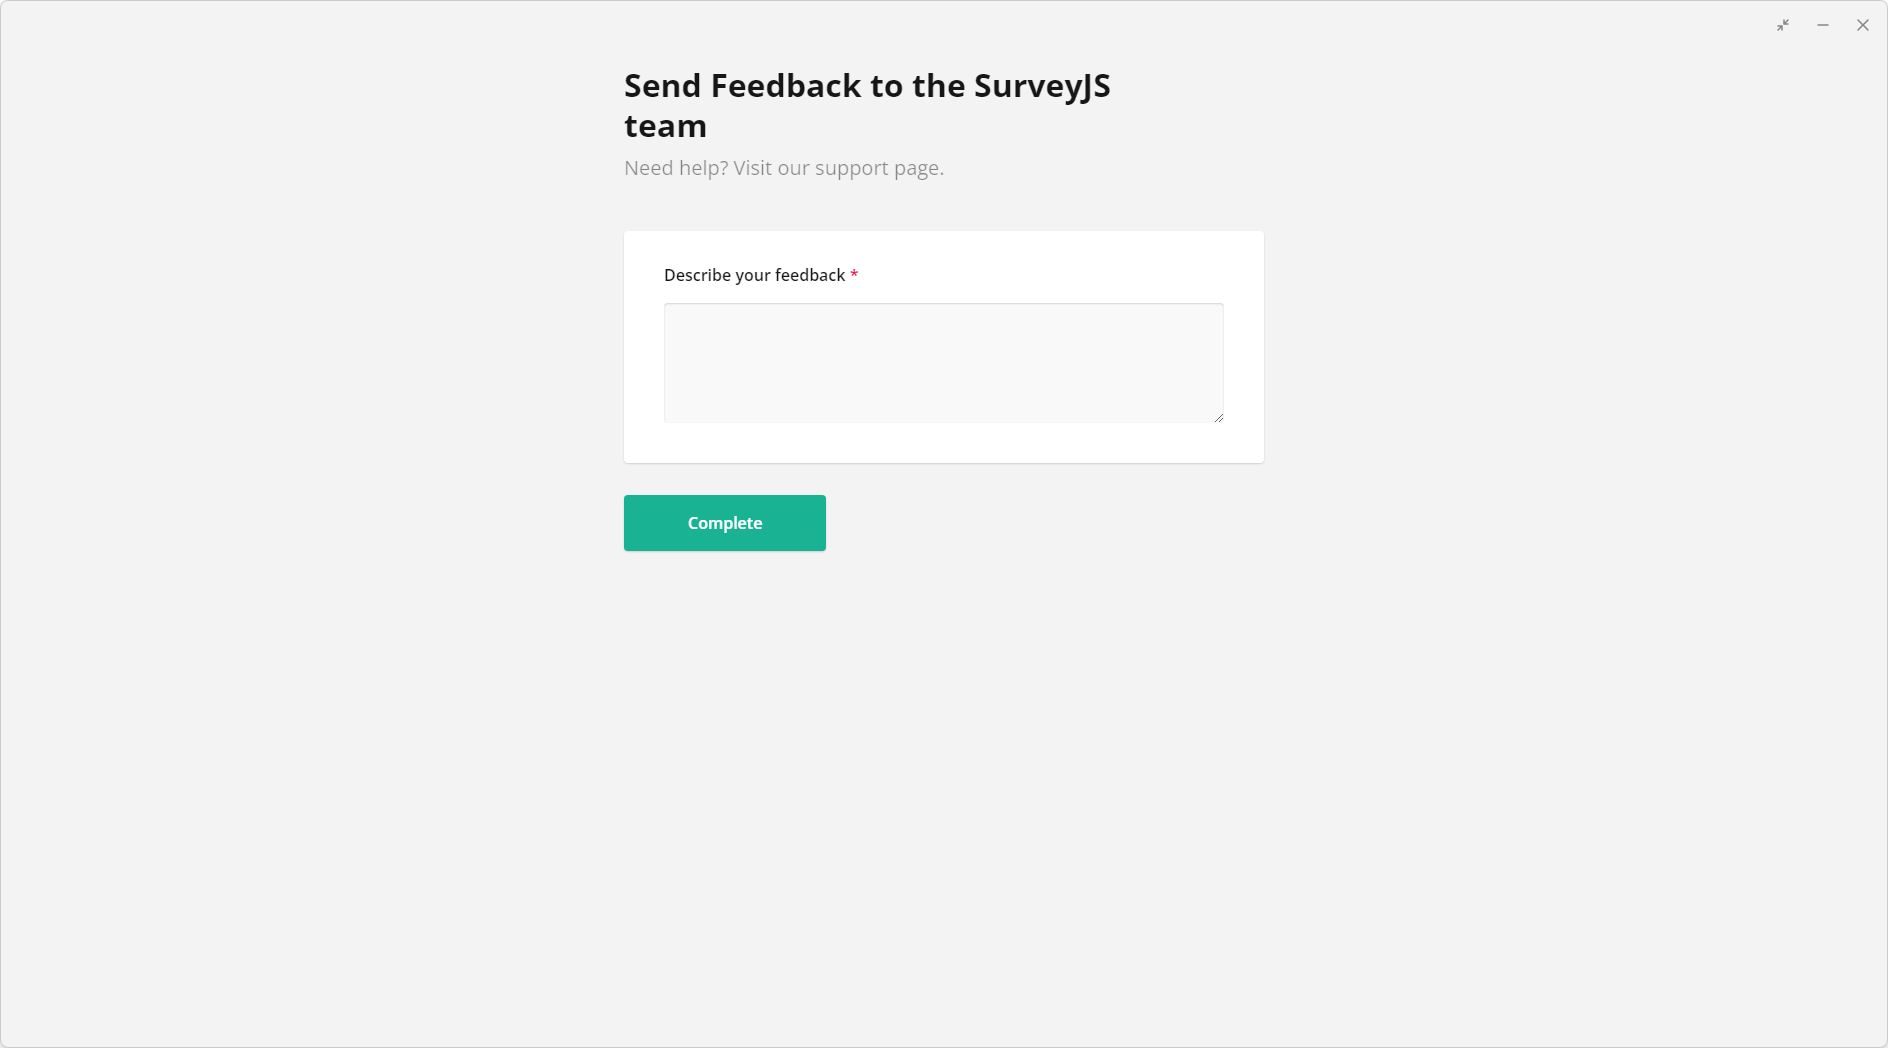 Send Feedback to the SurveyJS
team
Need help? Visit our support page.
Describe your feedback *
Complete